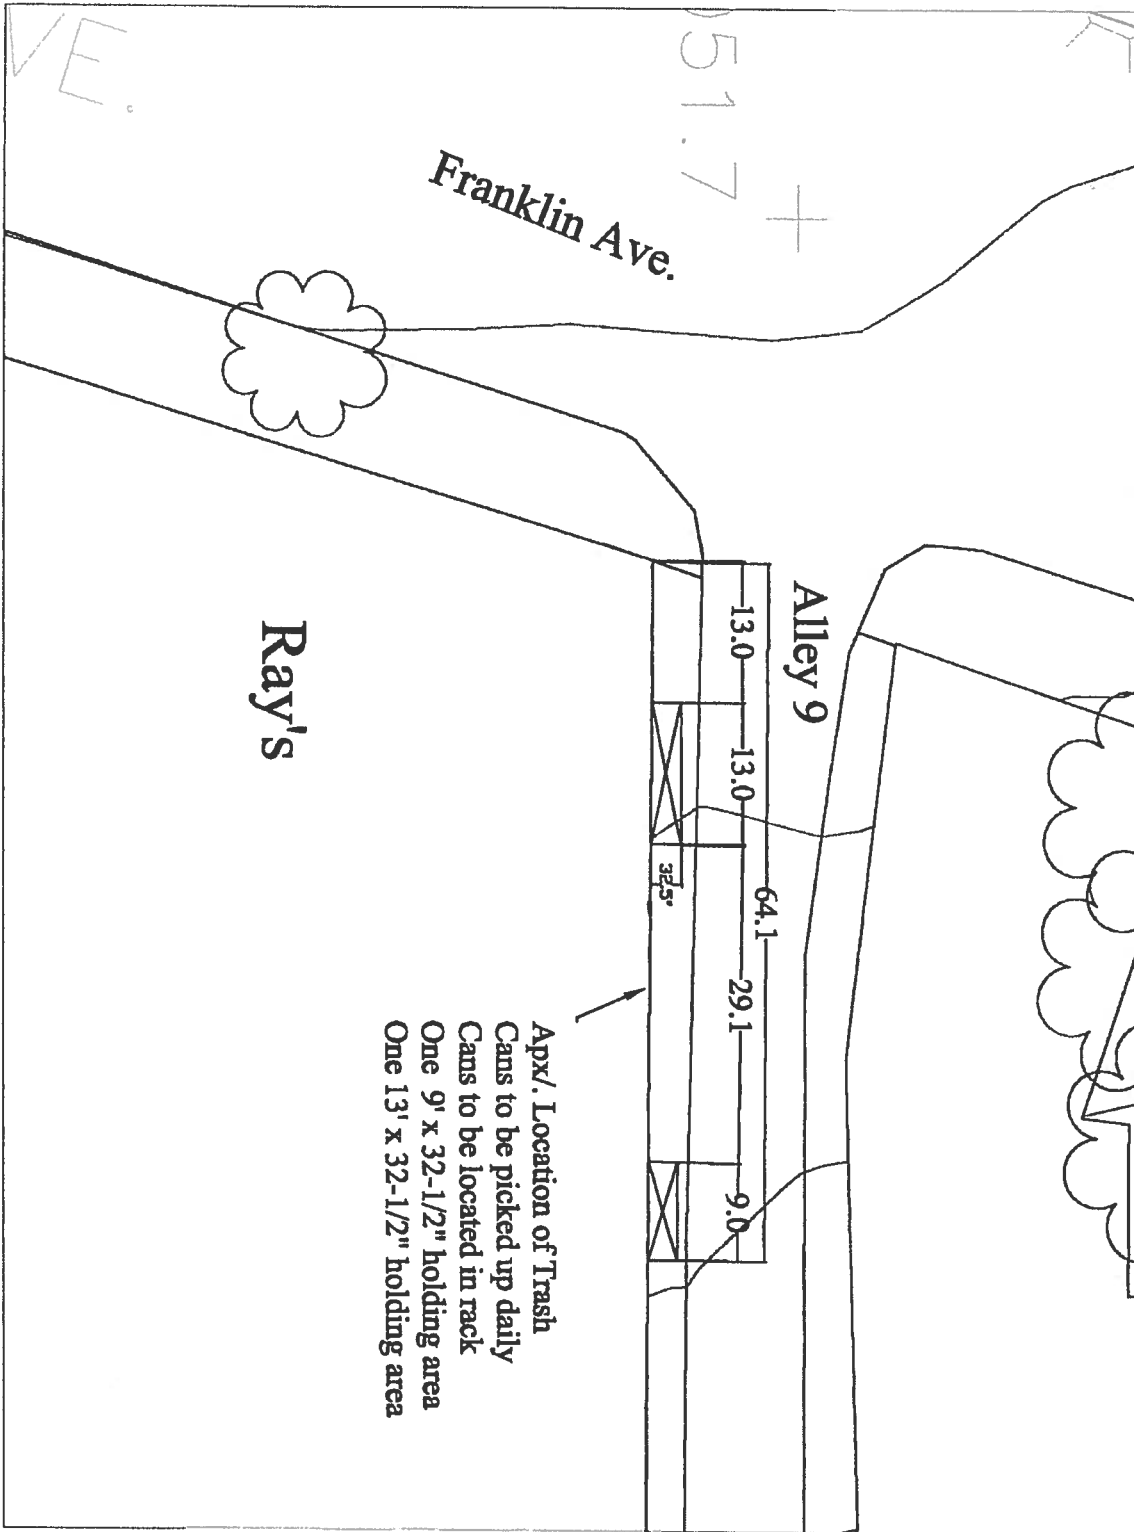 VE.
51.7
Franklin Ave.
Alley 9
13.0
13.0
64.1
29.1
9.0
32.5"
Ray's
Apx/. Location of Trash
Cans to be picked up daily
Cans to be located in rack
One 9' x 32-1/2" holding area
One 13' x 32-1/2" holding area